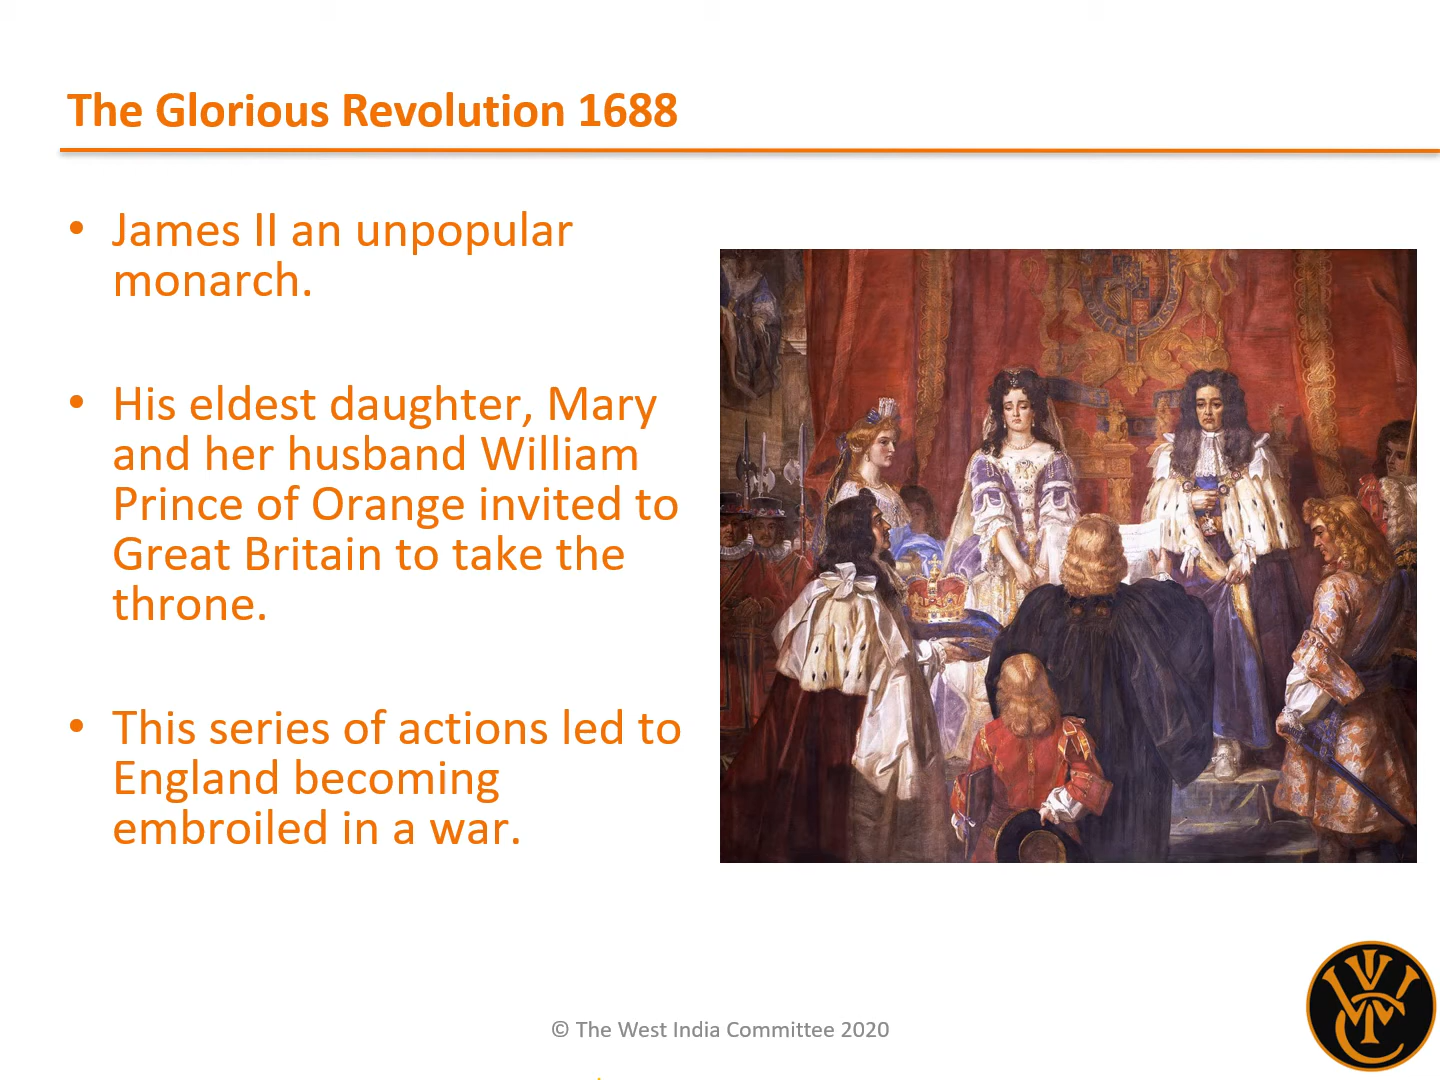 The Glorious Revolution 1688
• James II an unpopular
monarch.
• His eldest daughter, Mary
and her husband William
Prince of Orange invited to
Great Britain to take the
throne.
• This series of actions led to
England becoming
embroiled in a war.
© The West India Committee 2020